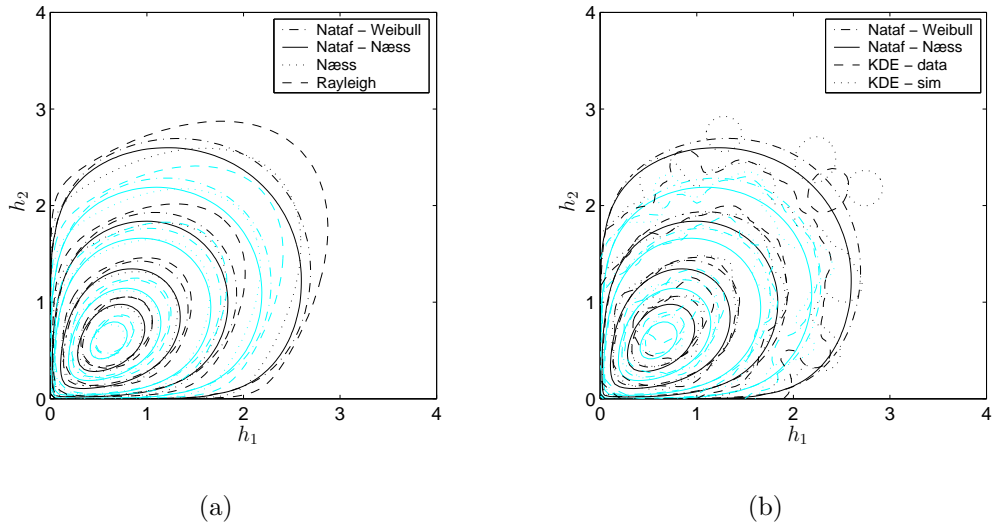 4
3
2
1
0
0
1
2
3
4
h₂
h₁
Nataf − Weibull
Nataf − Næss
Næss
Rayleigh
(a)
4
3
2
1
0
0
1
2
3
4
h₂
h₁
Nataf − Weibull
Nataf − Næss
KDE − data
KDE − sim
(b)